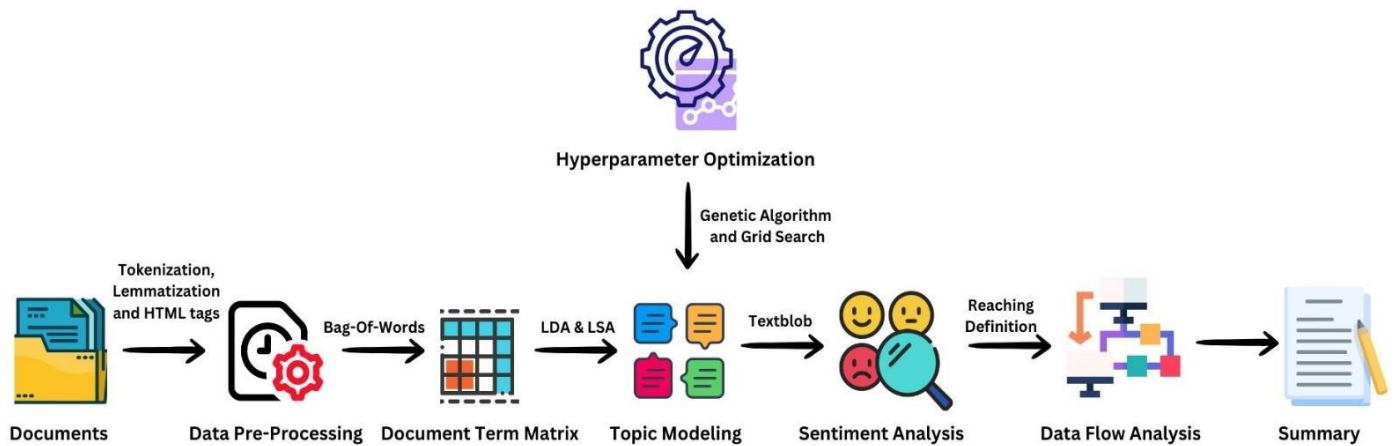 Hyperparameter Optimization
Genetic Algorithm
and Grid Search
Tokenization,
Lemmatization
and HTML tags
Bag-Of-Words
LDA & LSA
Textblob
Reaching
Definition
Documents
Data Pre-Processing
Document Term Matrix
Topic Modeling
Sentiment Analysis
Data Flow Analysis
Summary